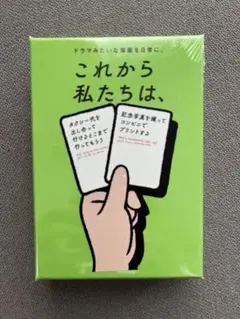 ドラマみたいな場面を日常に、
これから
私たちは、
タクシー代を
出し合って
行けるとこまで
行ってもらう
記念写真を撮って
コンビニで
プリントする